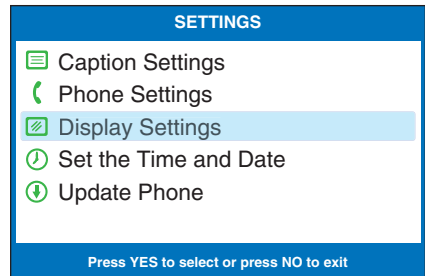 SETTINGS
Caption Settings
Phone Settings
Display Settings
Set the Time and Date
Update Phone
Press YES to select or press NO to exit